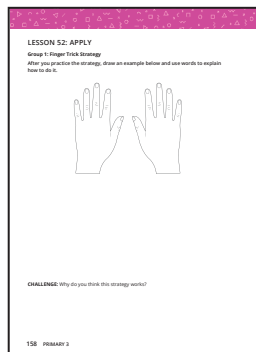 LESSON 52: APPLY
Group 1: Finger Trick Strategy
After you practice the strategy, draw an example below and use words to explain
how to do it.
CHALLENGE: Why do you think this strategy works?
158 PRIMARY 3